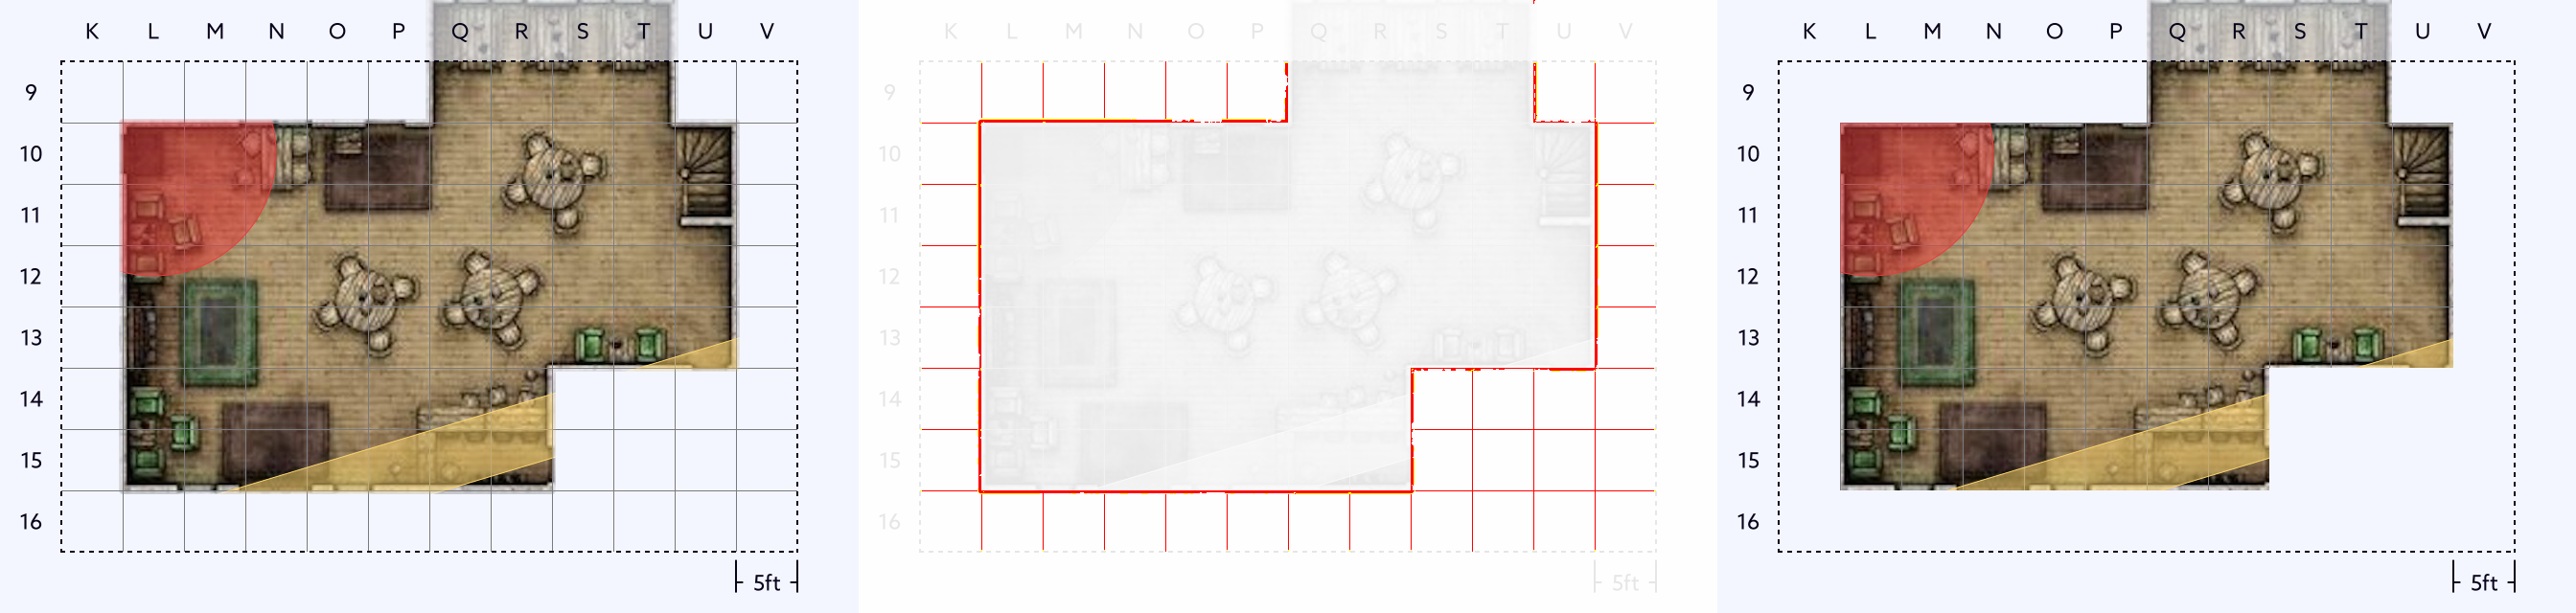 K L M N O P Q R S T U V K L M N O P Q R S T U V K L M N O P Q R S T U V
9 9 9
10 10 10
11 11 11
12 12 12
13 13 13
14 14 14
15 15 15
16 16 16
5ft 5ft 5ft